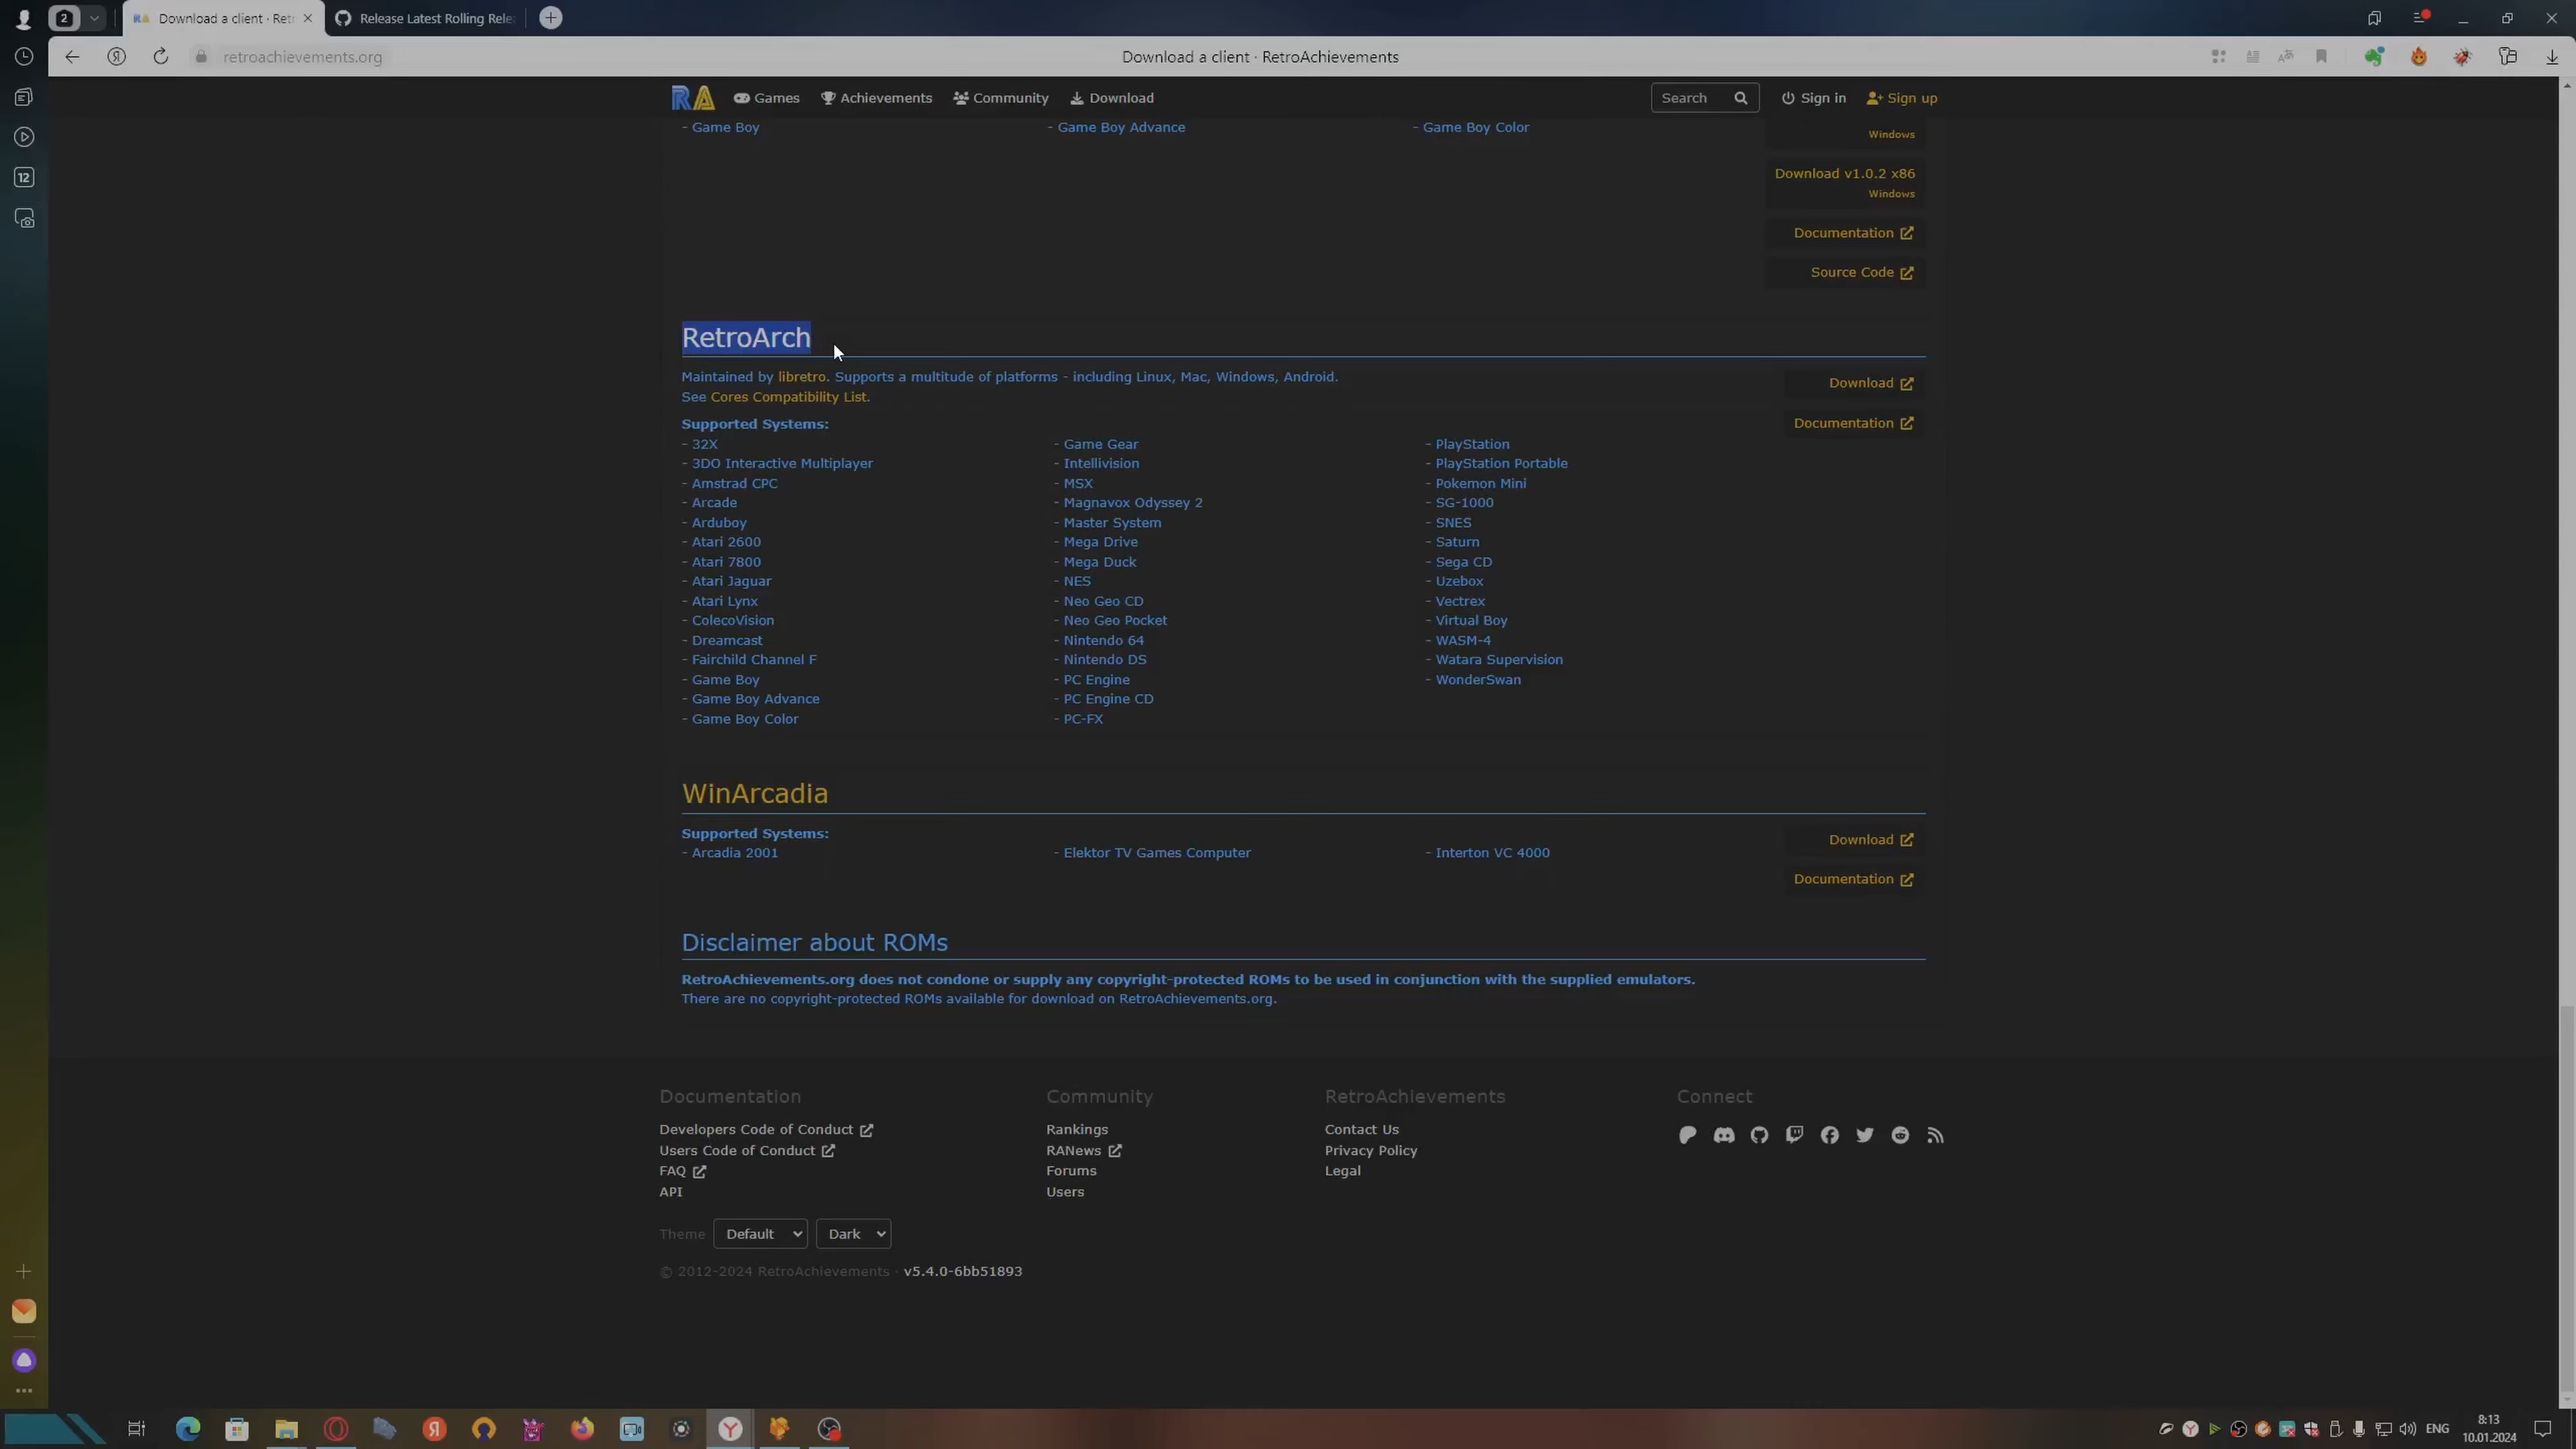 2
Download a client · Retr
Release Latest Rolling Rele
retroachievements.org
Download a client · RetroAchievements
12
RA
Games
Achievements
Community
Download
Search
Sign in
Sign up
- Game Boy
- Game Boy Advance
- Game Boy Color
Windows
Download v1.0.2 x86
Windows
Documentation
Source Code
RetroArch
Maintained by libretro. Supports a multitude of platforms - including Linux, Mac, Windows, Android.
See Cores Compatibility List.
Download
Documentation
Supported Systems:
- 32X
- 3DO Interactive Multiplayer
- Amstrad CPC
- Arcade
- Arduboy
- Atari 2600
- Atari 7800
- Atari Jaguar
- Atari Lynx
- ColecoVision
- Dreamcast
- Fairchild Channel F
- Game Boy
- Game Boy Advance
- Game Boy Color
- Game Gear
- Intellivision
- MSX
- Magnavox Odyssey 2
- Master System
- Mega Drive
- Mega Duck
- NES
- Neo Geo CD
- Neo Geo Pocket
- Nintendo 64
- Nintendo DS
- PC Engine
- PC Engine CD
- PC-FX
- PlayStation
- PlayStation Portable
- Pokemon Mini
- SG-1000
- SNES
- Saturn
- Sega CD
- Uzebox
- Vectrex
- Virtual Boy
- WASM-4
- Watara Supervision
- WonderSwan
WinArcadia
Supported Systems:
- Arcadia 2001
- Elektor TV Games Computer
- Interton VC 4000
Download
Documentation
Disclaimer about ROMs
RetroAchievements.org does not condone or supply any copyright-protected ROMs to be used in conjunction with the supplied emulators.
There are no copyright-protected ROMs available for download on RetroAchievements.org.
Documentation
Developers Code of Conduct
Users Code of Conduct
FAQ
API
Community
Rankings
RANews
Forums
Users
RetroAchievements
Contact Us
Privacy Policy
Legal
Connect
Theme
Default
Dark
© 2012-2024 RetroAchievements · v5.4.0-6bb51893
ENG
8:13
10.01.2024